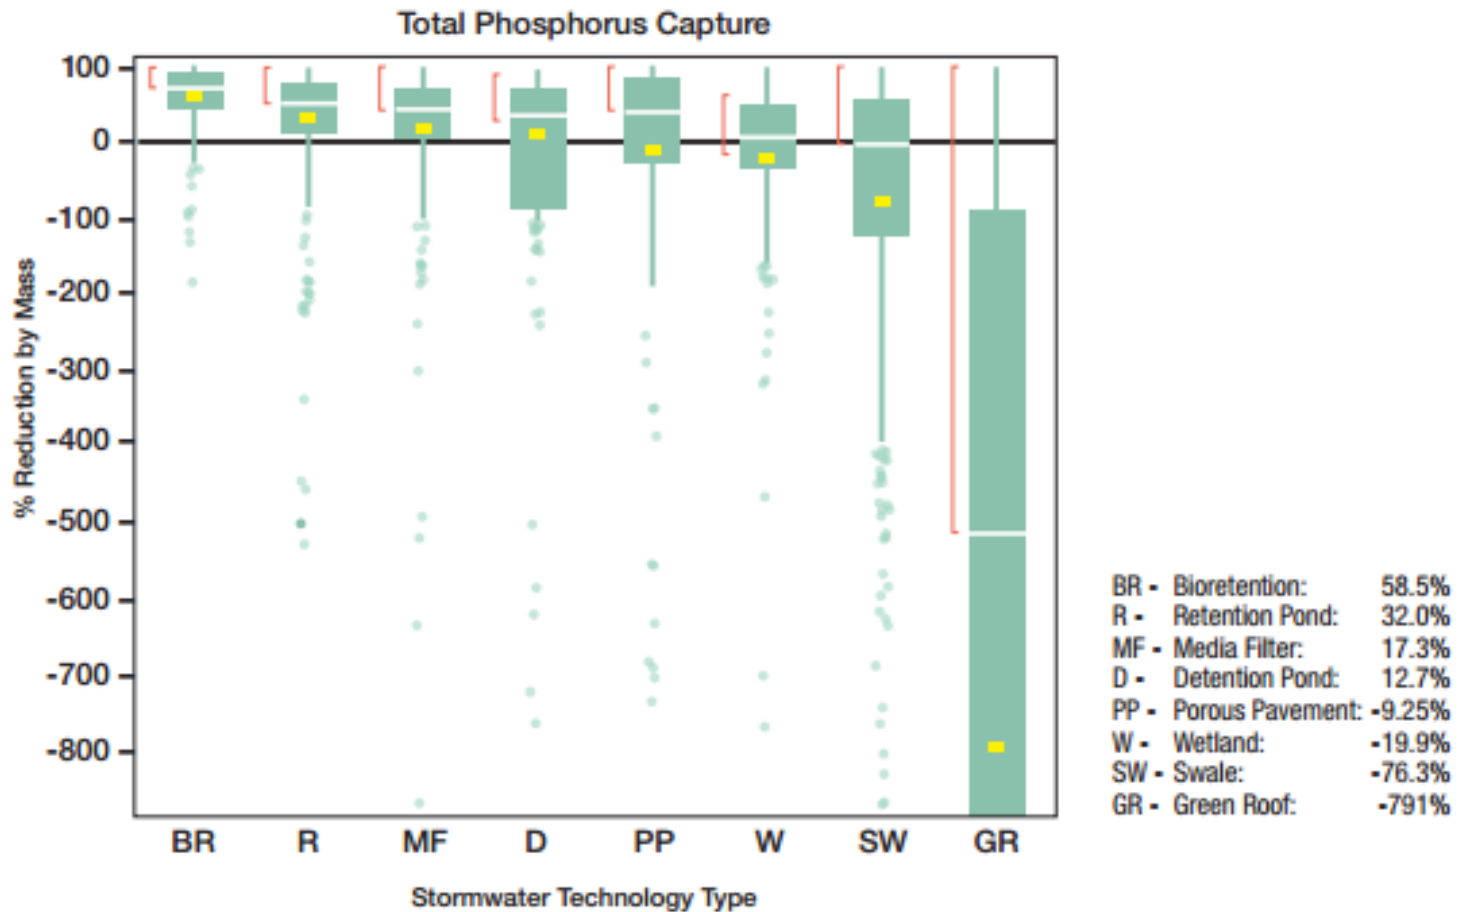 Total Phosphorus Capture
% Reduction by Mass
100
0
-100
-200
-300
-400
-500
-600
-700
-800
BR R MF D PP W SW GR
Stormwater Technology Type
BR - Bioretention: 58.5%
R - Retention Pond: 32.0%
MF - Media Filter: 17.3%
D - Detention Pond: 12.7%
PP - Porous Pavement: -9.25%
W - Wetland: -19.9%
SW - Swale: -76.3%
GR - Green Roof: -791%